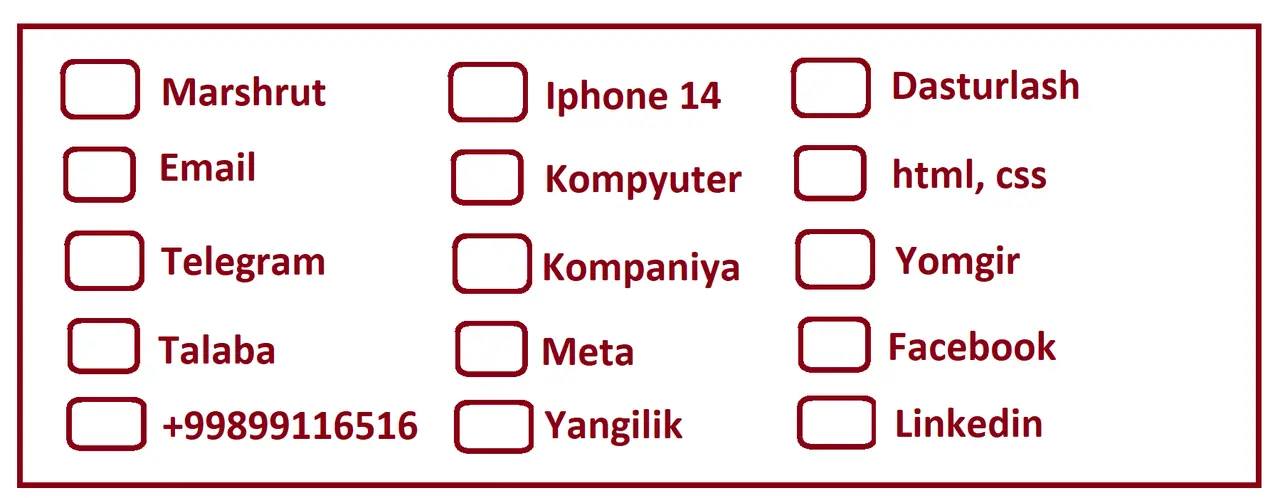 Marshrut Iphone 14 Dasturlash
Email Kompyuter html, css
Telegram Kompaniya Yomgir
Talaba Meta Facebook
+99899116516 Yangilik Linkedin